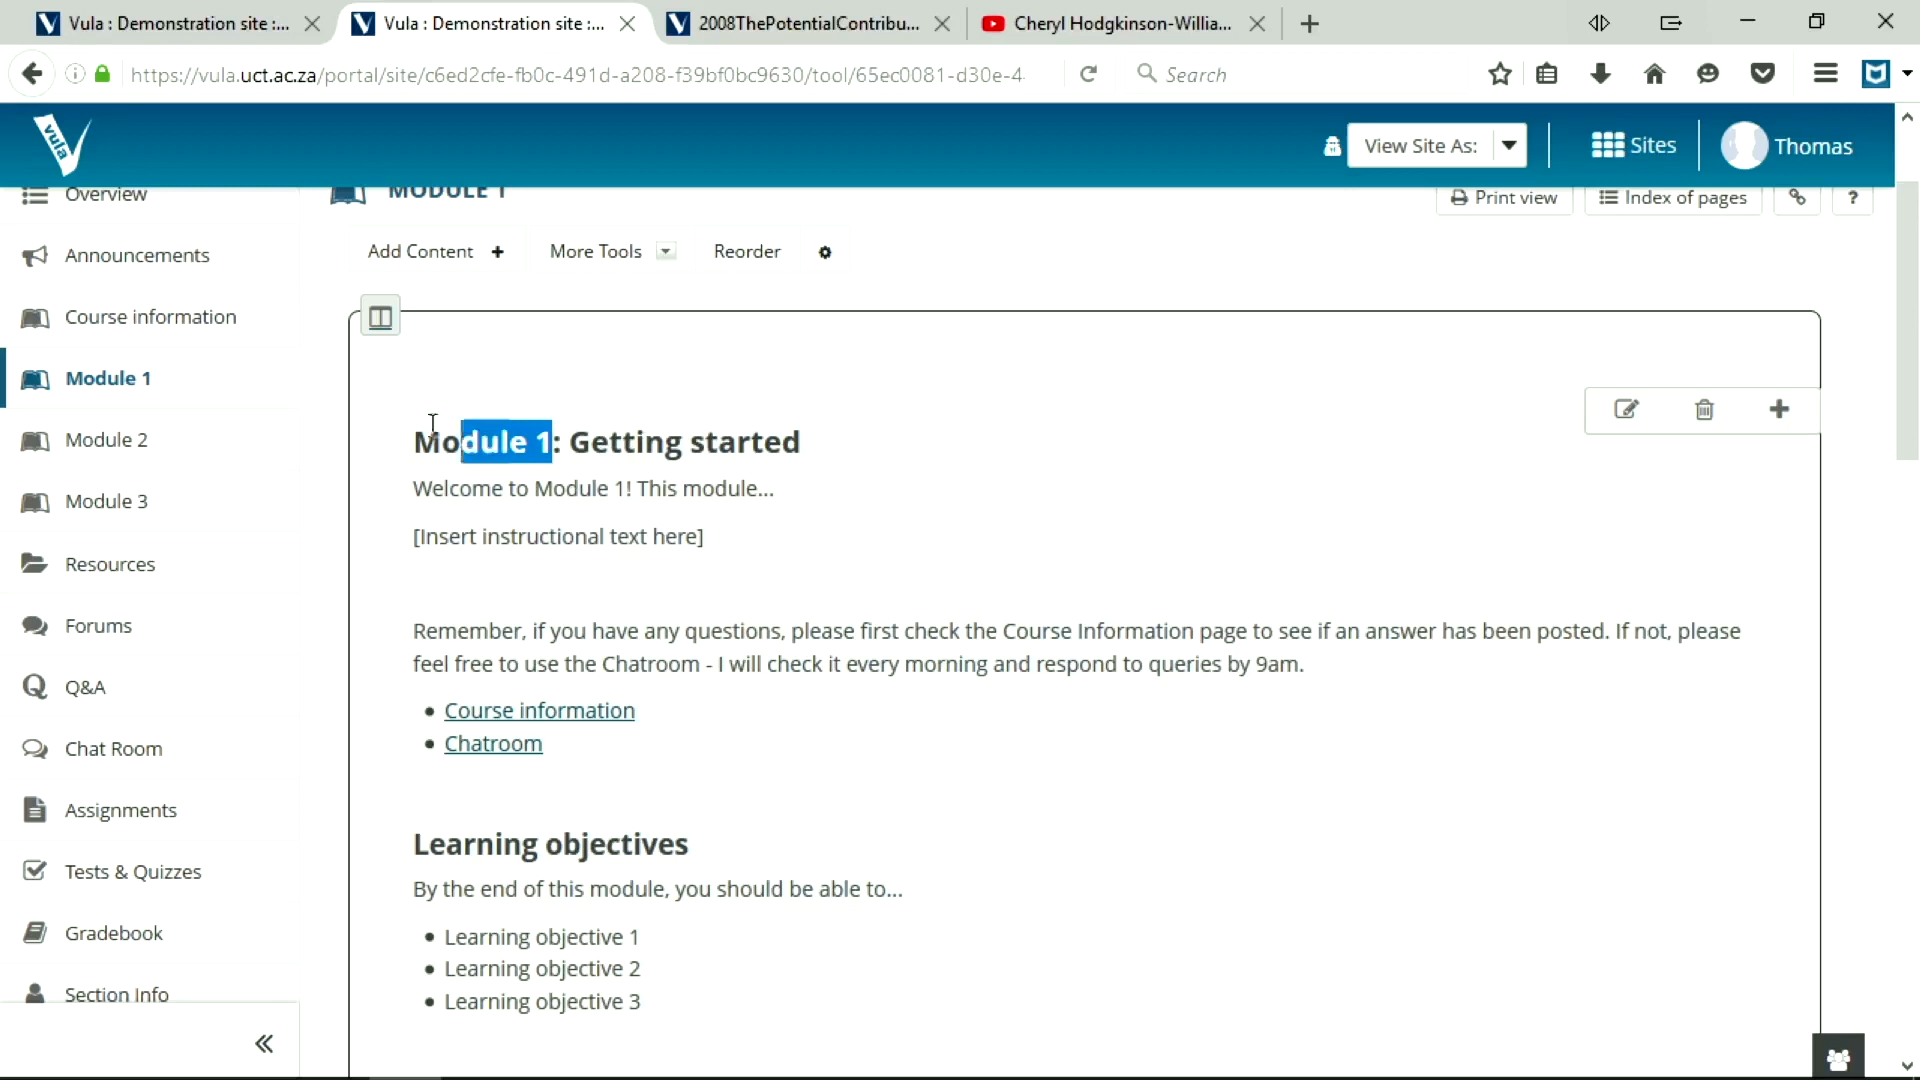 Vula : Demonstration site :...
Vula : Demonstration site :...
2008ThePotentialContribu...
Cheryl Hodgkinson-Willia...
https://vula.uct.ac.za/portal/site/c6ed2cfe-fb0c-491d-a208-f39bf0bc9630/tool/65ec0081-d30e-4
Search
vula
View Site As:
Sites
Thomas
Overview
MODULE 1
Print view
Index of pages
?
Add Content +
More Tools
Reorder
Announcements
Course information
Module 1
Module 2
Module 3
Resources
Forums
Q&A
Chat Room
Assignments
Tests & Quizzes
Gradebook
Section Info
Module 1: Getting started
Welcome to Module 1! This module...
[Insert instructional text here]
Remember, if you have any questions, please first check the Course Information page to see if an answer has been posted. If not, please
feel free to use the Chatroom - I will check it every morning and respond to queries by 9am.
• Course information
• Chatroom
Learning objectives
By the end of this module, you should be able to...
• Learning objective 1
• Learning objective 2
• Learning objective 3